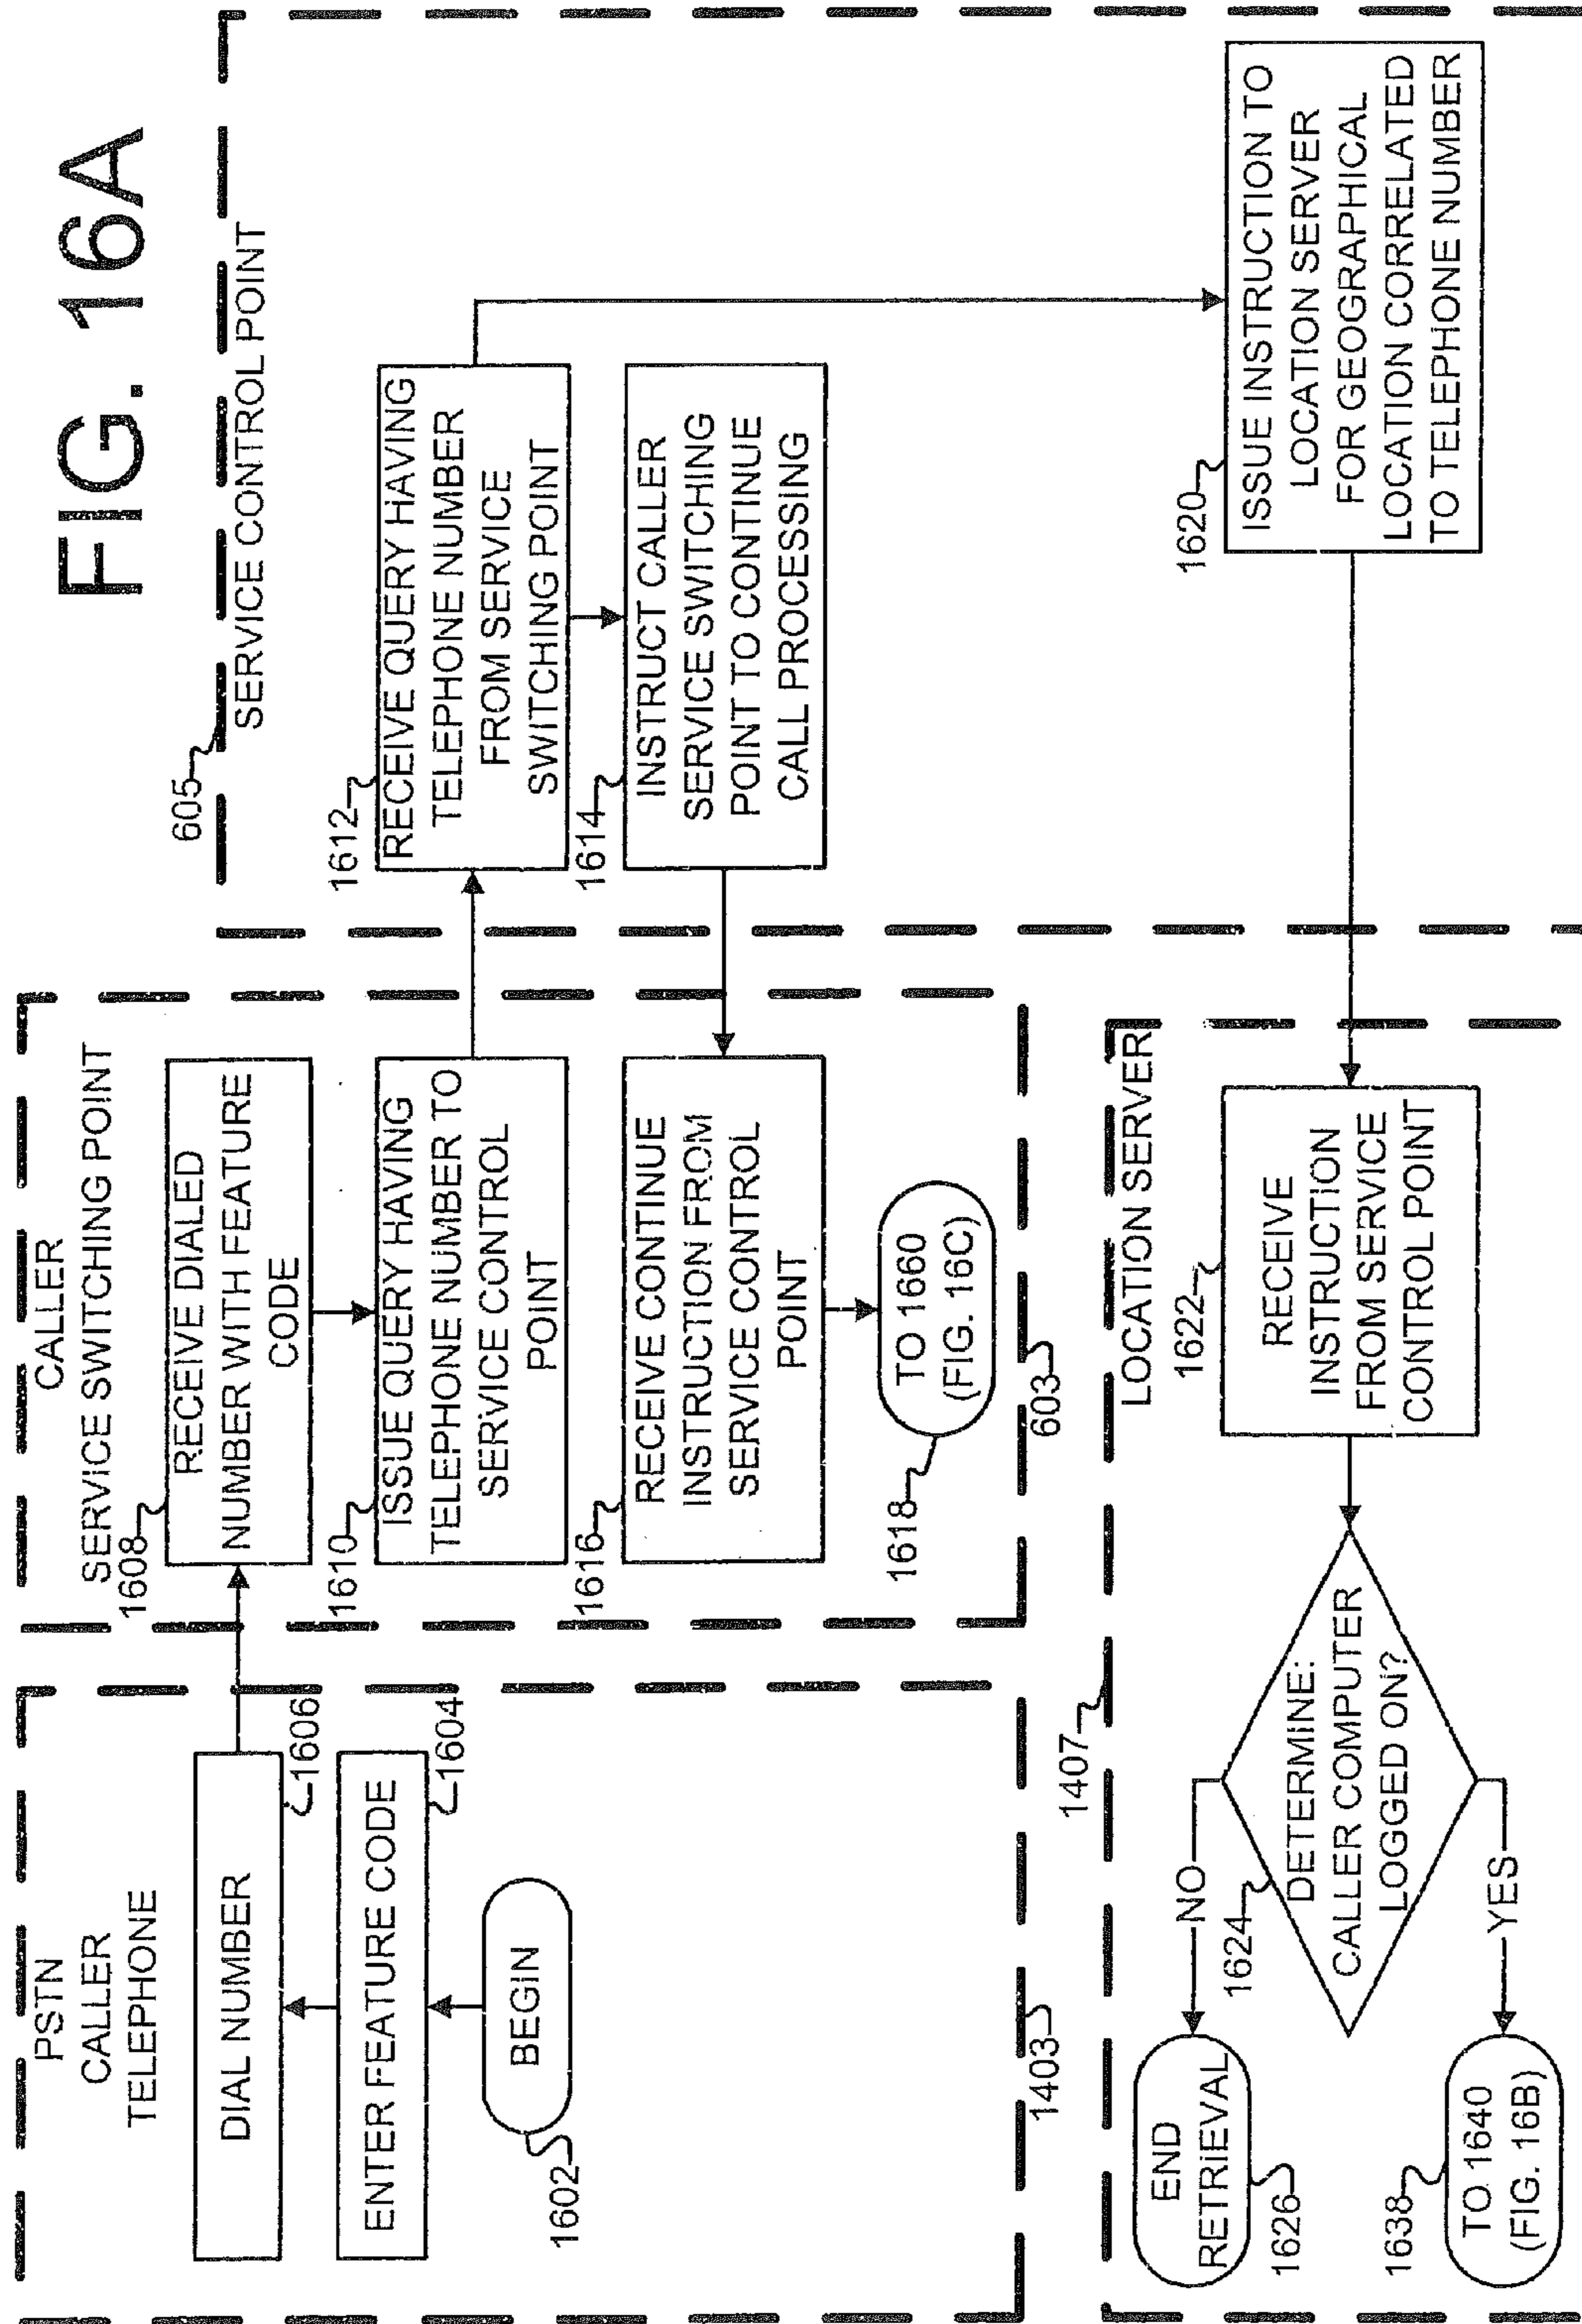 FIG. 16A
PSTN
CALLER
TELEPHONE
DIAL NUMBER
1606
ENTER FEATURE CODE
1604
BEGIN
1602
1403
CALLER
SERVICE SWITCHING POINT
1608
RECEIVE DIALED
NUMBER WITH FEATURE
CODE
1610
ISSUE QUERY HAVING
TELEPHONE NUMBER TO
SERVICE CONTROL
POINT
1616
RECEIVE CONTINUE
INSTRUCTION FROM
SERVICE CONTROL
POINT
TO 1660
(FIG. 16C)
1618
603
605
SERVICE CONTROL POINT
1612
RECEIVE QUERY HAVING
TELEPHONE NUMBER
FROM SERVICE
SWITCHING POINT
1614
INSTRUCT CALLER
SERVICE SWITCHING
POINT TO CONTINUE
CALL PROCESSING
1620
ISSUE INSTRUCTION TO
LOCATION SERVER
FOR GEOGRAPHICAL
LOCATION CORRELATED
TO TELEPHONE NUMBER
1407
LOCATION SERVER
1622
RECEIVE
INSTRUCTION
FROM SERVICE
CONTROL POINT
1624
DETERMINE:
CALLER COMPUTER
LOGGED ON?
NO
END
RETRIEVAL
1626
YES
1638
TO 1640
(FIG. 16B)